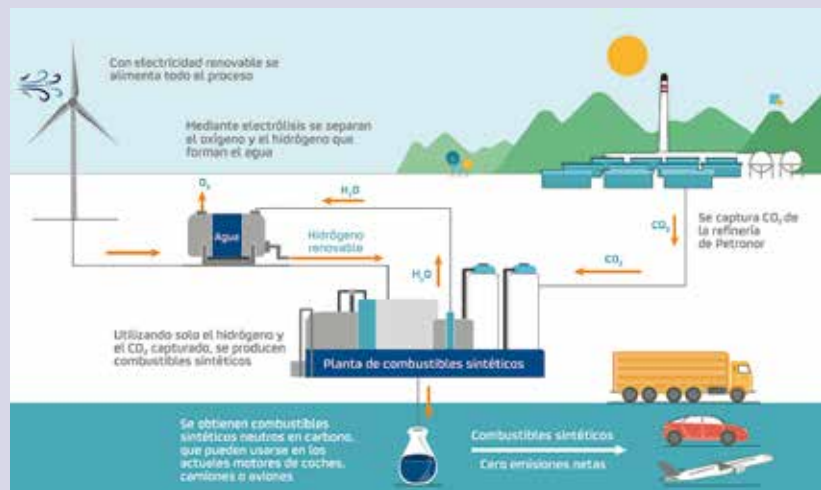 Con electricidad renovable se
alimenta todo el proceso
Mediante electrólisis se separan
el oxígeno y el hidrógeno que
forman el agua
O₂
H₂O
Agua
Hidrógeno
renovable
H₂O
CO₂
CO₂
Se captura CO₂ de
la refinería
de Petronor
Utilizando solo el hidrógeno y
el CO₂ capturado, se producen
combustibles sintéticos
Planta de combustibles sintéticos
Se obtienen combustibles
sintéticos neutros en carbono,
que pueden usarse en los
actuales motores de coches,
camiones o aviones
Combustibles sintéticos
Cero emisiones netas